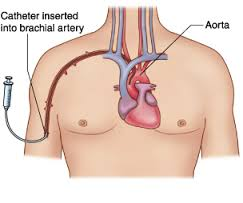 Catheter inserted
into brachial artery
Aorta